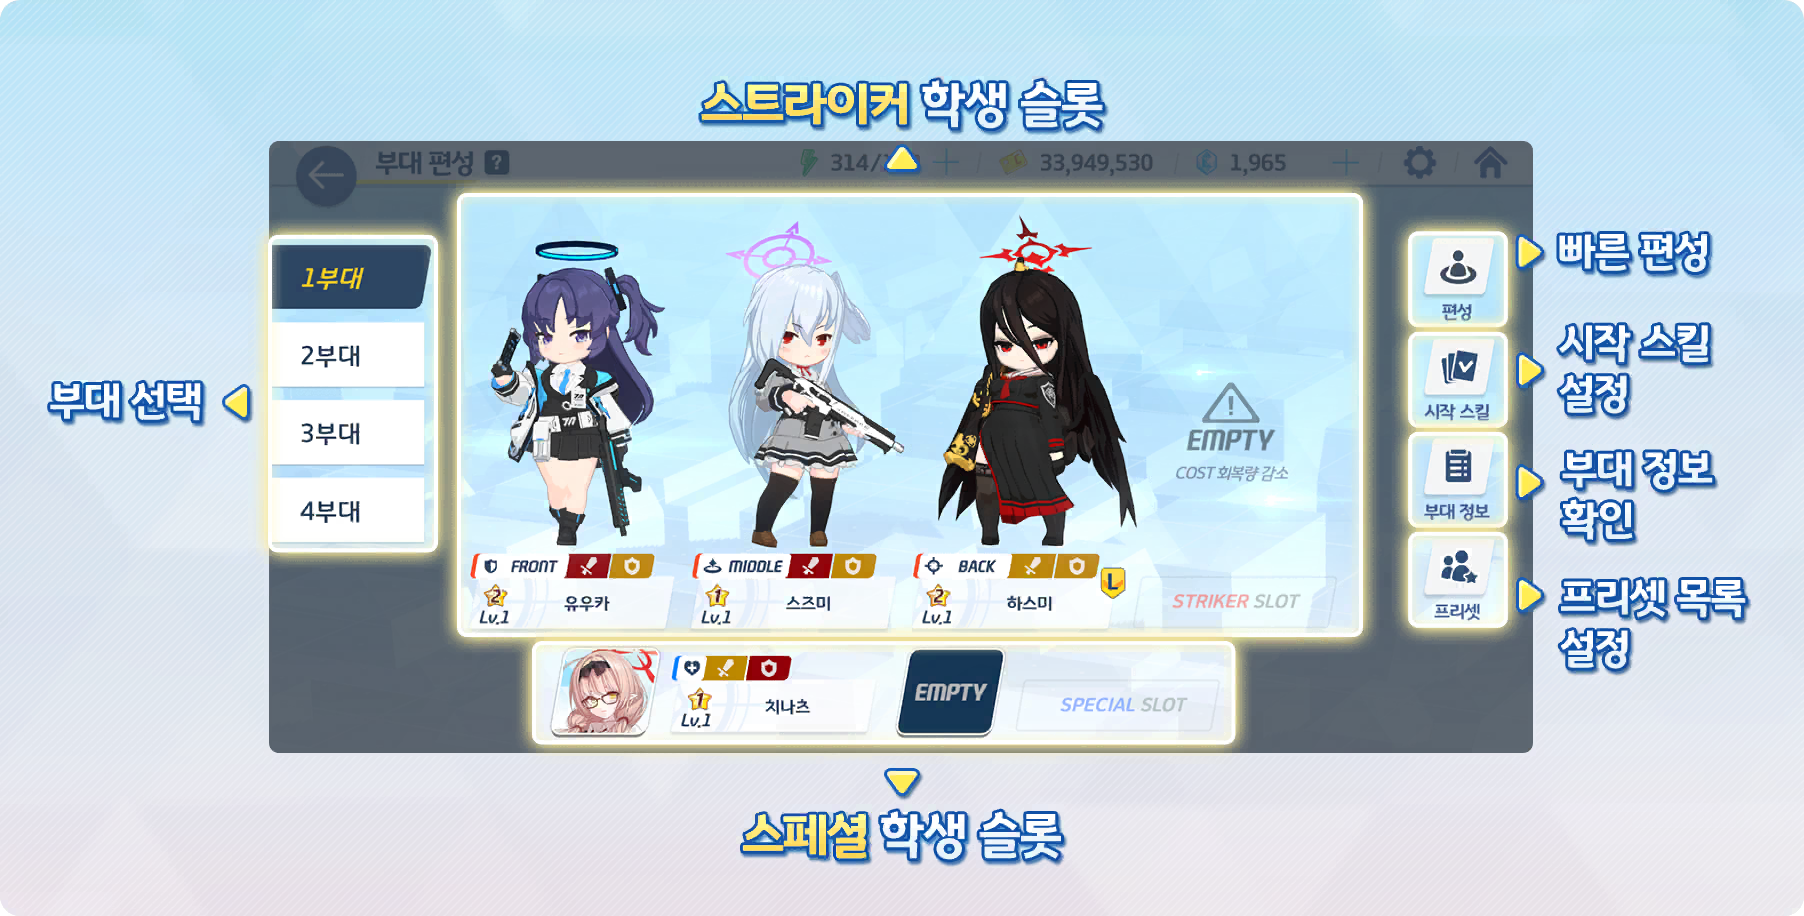 스트라이커 학생 슬롯
부대 편성 ?
314/
33,949,530
1,965
1부대
2부대
3부대
4부대
부대 선택
EMPTY
COST 회복량 감소
FRONT
2
Lv.1
유우카
MIDDLE
1
Lv.1
스즈미
BACK
2
Lv.1
하스미
L
STRIKER SLOT
1
Lv.1
치나츠
EMPTY
SPECIAL SLOT
편성
시작 스킬
부대 정보
프리셋
빠른 편성
시작 스킬
설정
부대 정보
확인
프리셋 목록
설정
스페셜 학생 슬롯